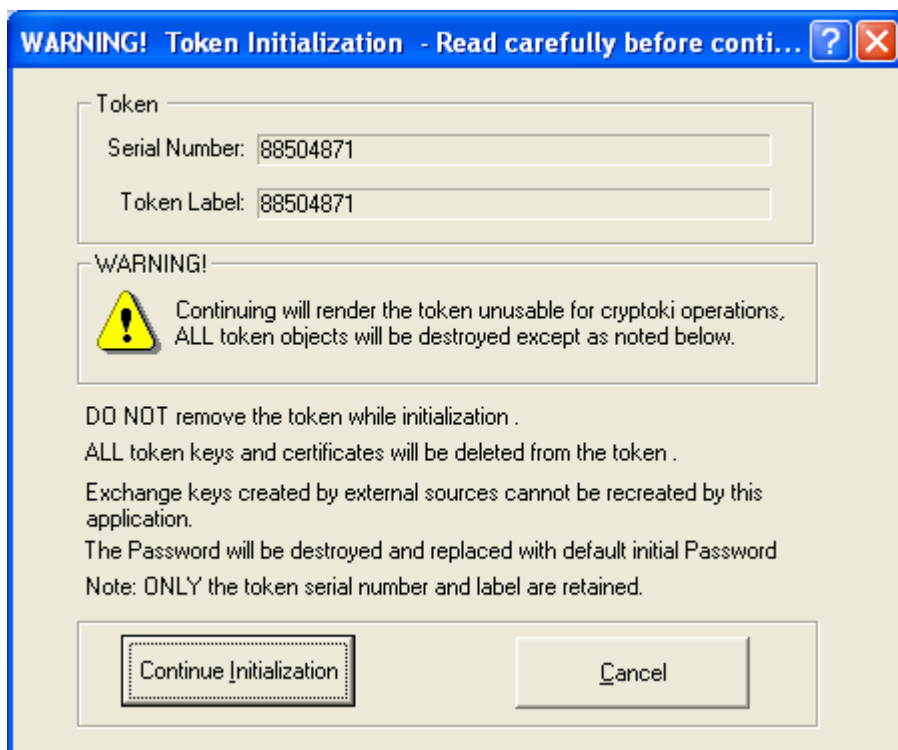 WARNING!  Token Initialization  - Read carefully before conti...
Token
Serial Number: 88504871
Token Label: 88504871
WARNING!
Continuing will render the token unusable for cryptoki operations,
ALL token objects will be destroyed except as noted below.
DO NOT remove the token while initialization .
ALL token keys and certificates will be deleted from the token .
Exchange keys created by external sources cannot be recreated by this
application.
The Password will be destroyed and replaced with default initial Password
Note: ONLY the token serial number and label are retained.
Continue Initialization
Cancel